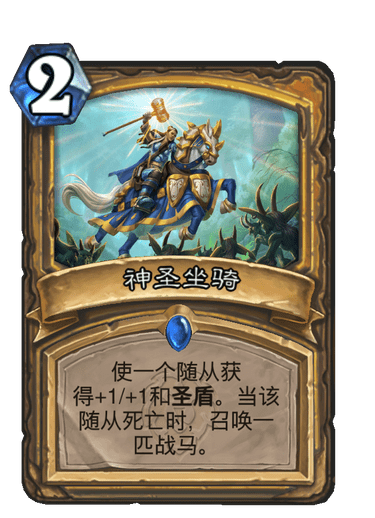 2
神圣坐骑
使一个随从获
得+1/+1和圣盾。当该
随从死亡时，召唤一
匹战马。